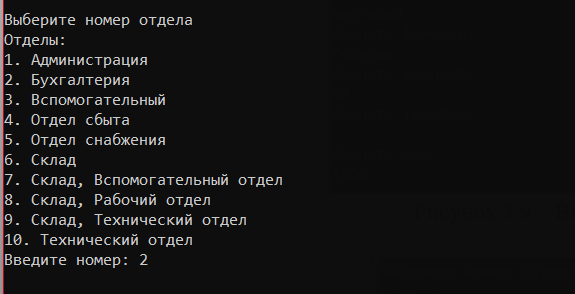 Выберите номер отдела
Отделы:
1. Администрация
2. Бухгалтерия
3. Вспомогательный
4. Отдел сбыта
5. Отдел снабжения
6. Склад
7. Склад, Вспомогательный отдел
8. Склад, Рабочий отдел
9. Склад, Технический отдел
10. Технический отдел
Введите номер: 2